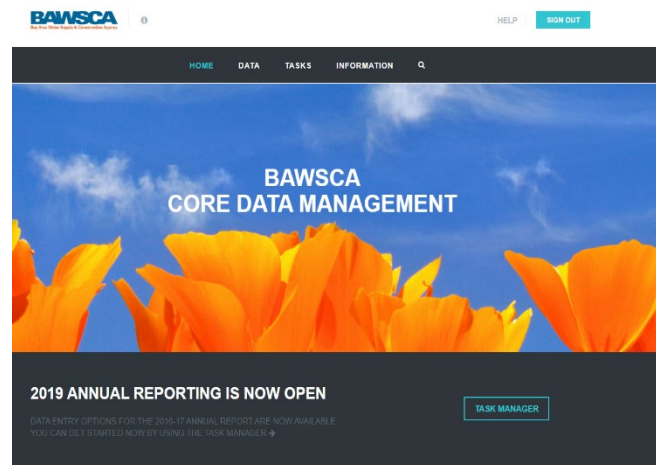 BAWSCA
Bay Area Water Supply & Conservation Agency
HELP
SIGN OUT
HOME DATA TASKS INFORMATION
BAWSCA
CORE DATA MANAGEMENT
2019 ANNUAL REPORTING IS NOW OPEN
TASK MANAGER
DATA ENTRY OPTIONS FOR THE 2016-17 ANNUAL REPORT ARE NOW AVAILABLE
YOU CAN GET STARTED NOW BY USING THE TASK MANAGER